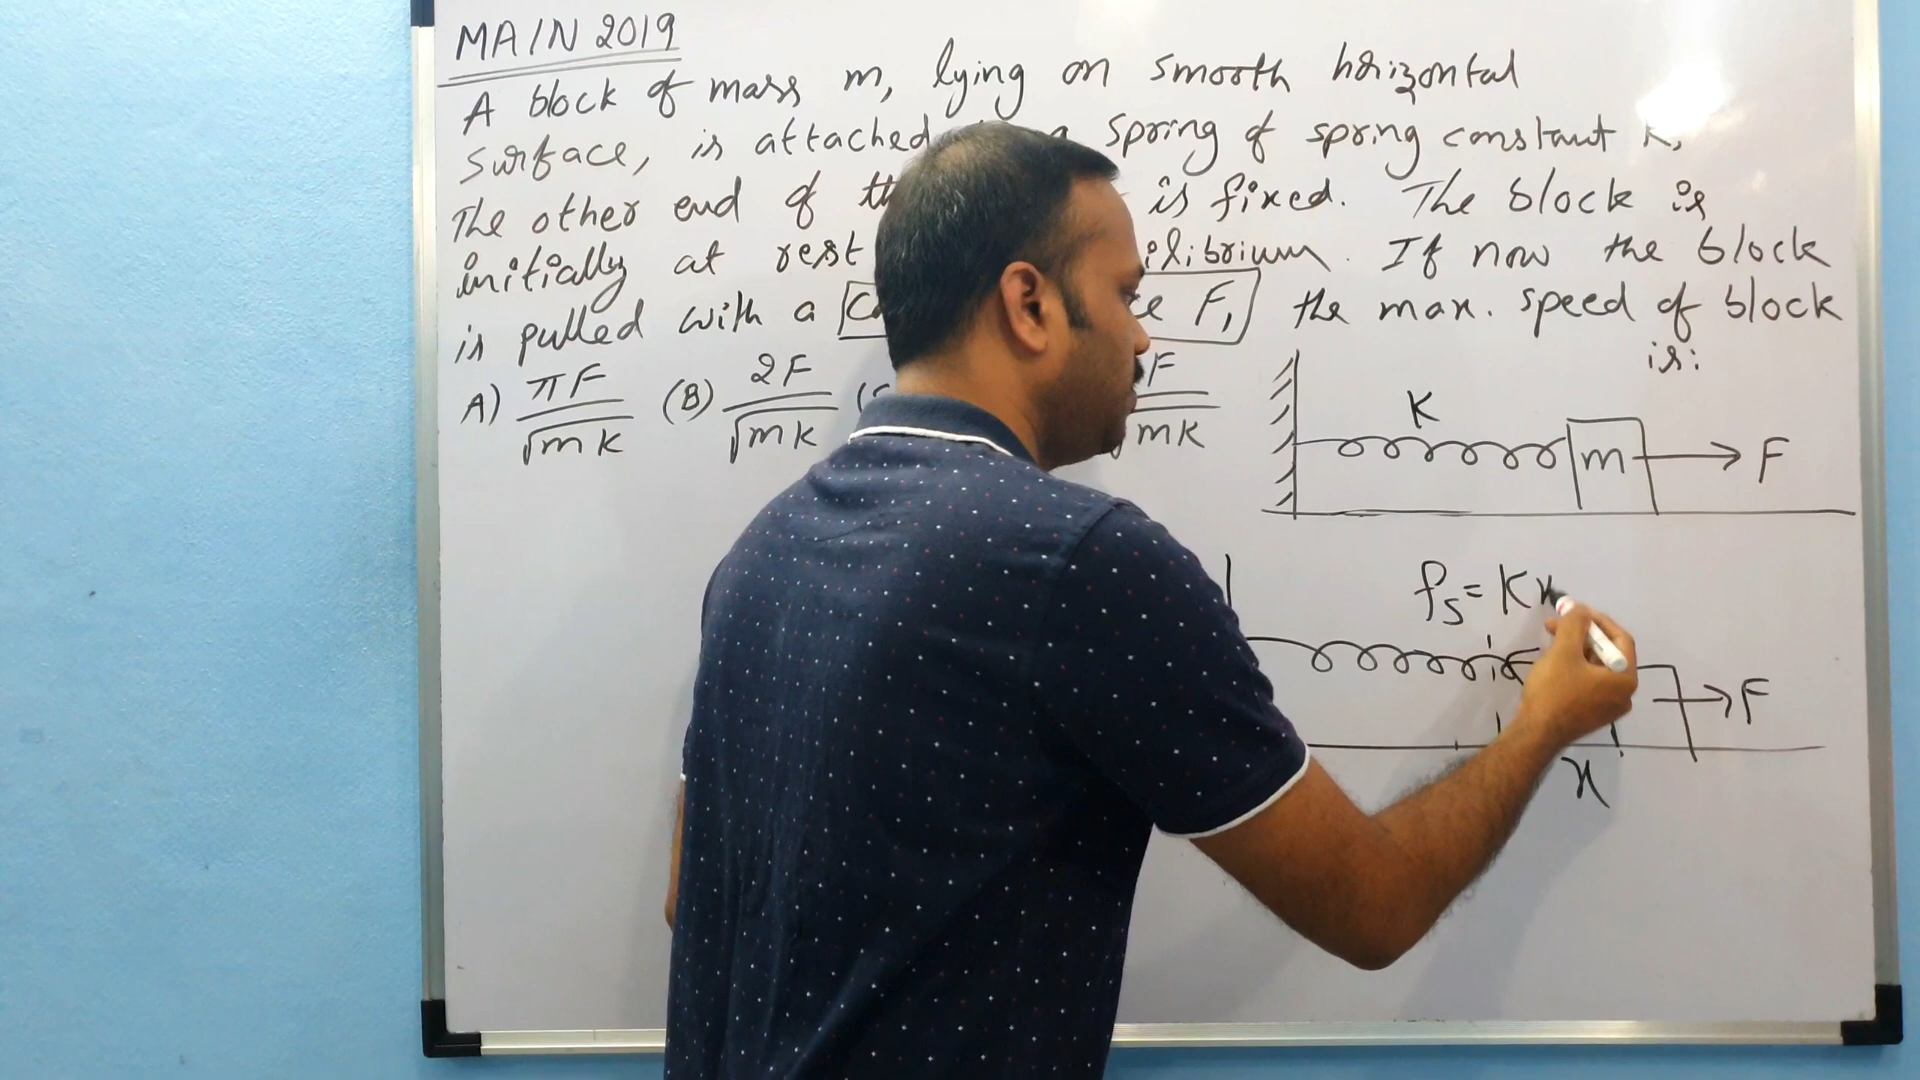 MAIN 2019
A block of mass m, lying on smooth horizontal
surface, is attached a spring of spring constant K,
The other end of is fixed. The block is
initially at rest If now the block
is pulled with a F, the max. speed of block
is:
A) πF/√mk (B) 2F/√mk F/√mk
K
m F
fs = Kx
F
x